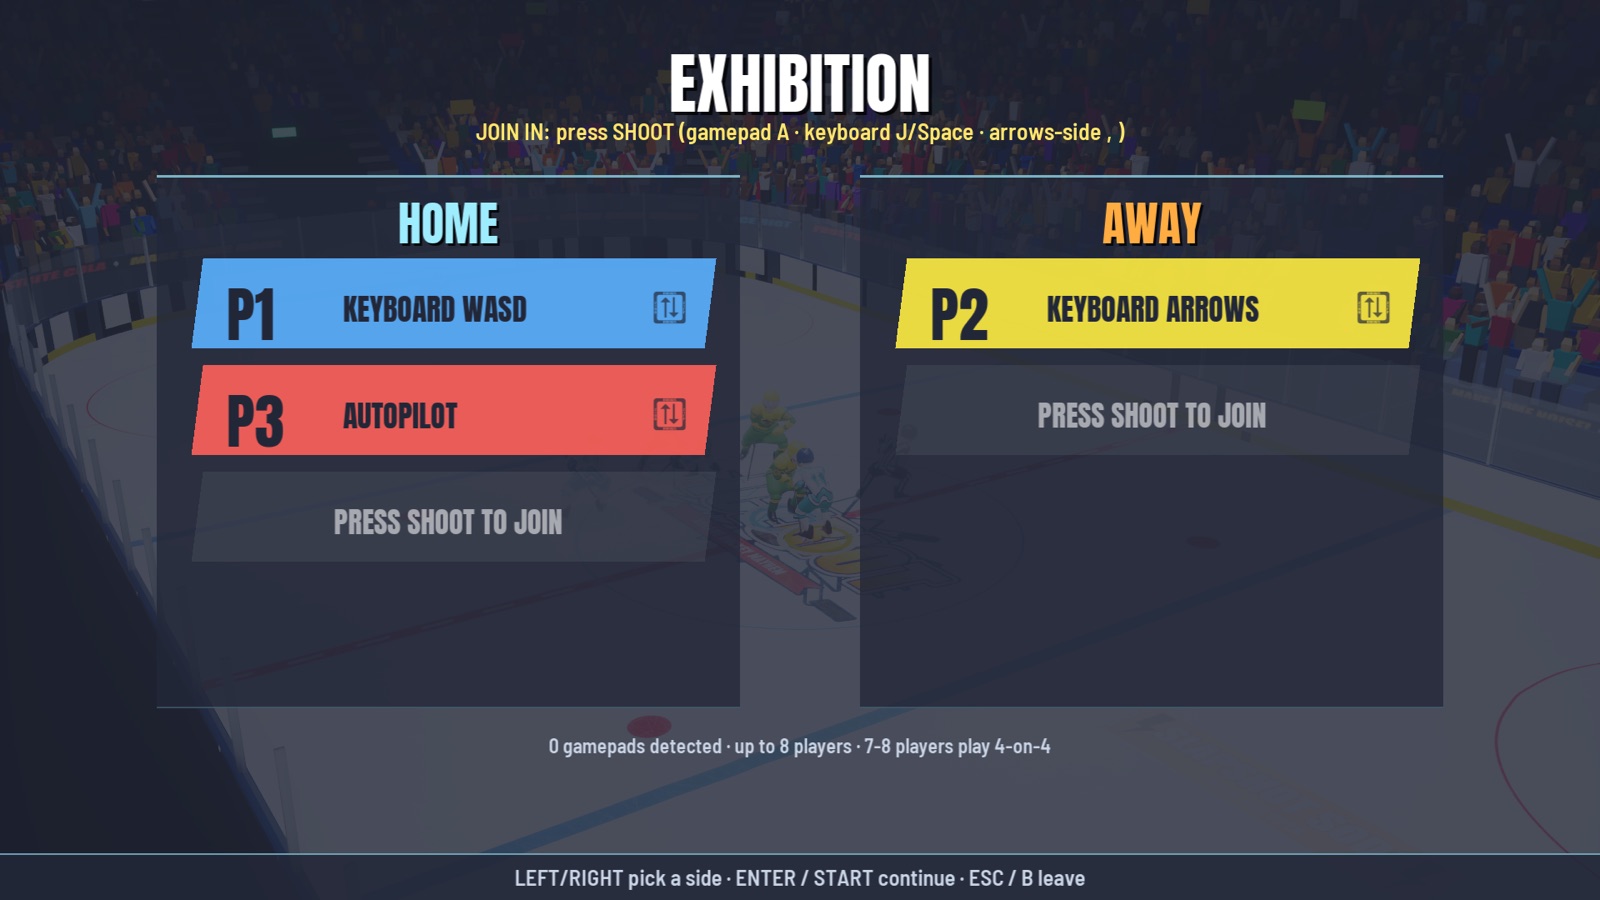 EXHIBITION
JOIN IN: press SHOOT (gamepad A · keyboard J/Space · arrows-side , )
HOME
P1 KEYBOARD WASD
P3 AUTOPILOT
PRESS SHOOT TO JOIN
AWAY
P2 KEYBOARD ARROWS
PRESS SHOOT TO JOIN
0 gamepads detected · up to 8 players · 7-8 players play 4-on-4
LEFT/RIGHT pick a side · ENTER / START continue · ESC / B leave